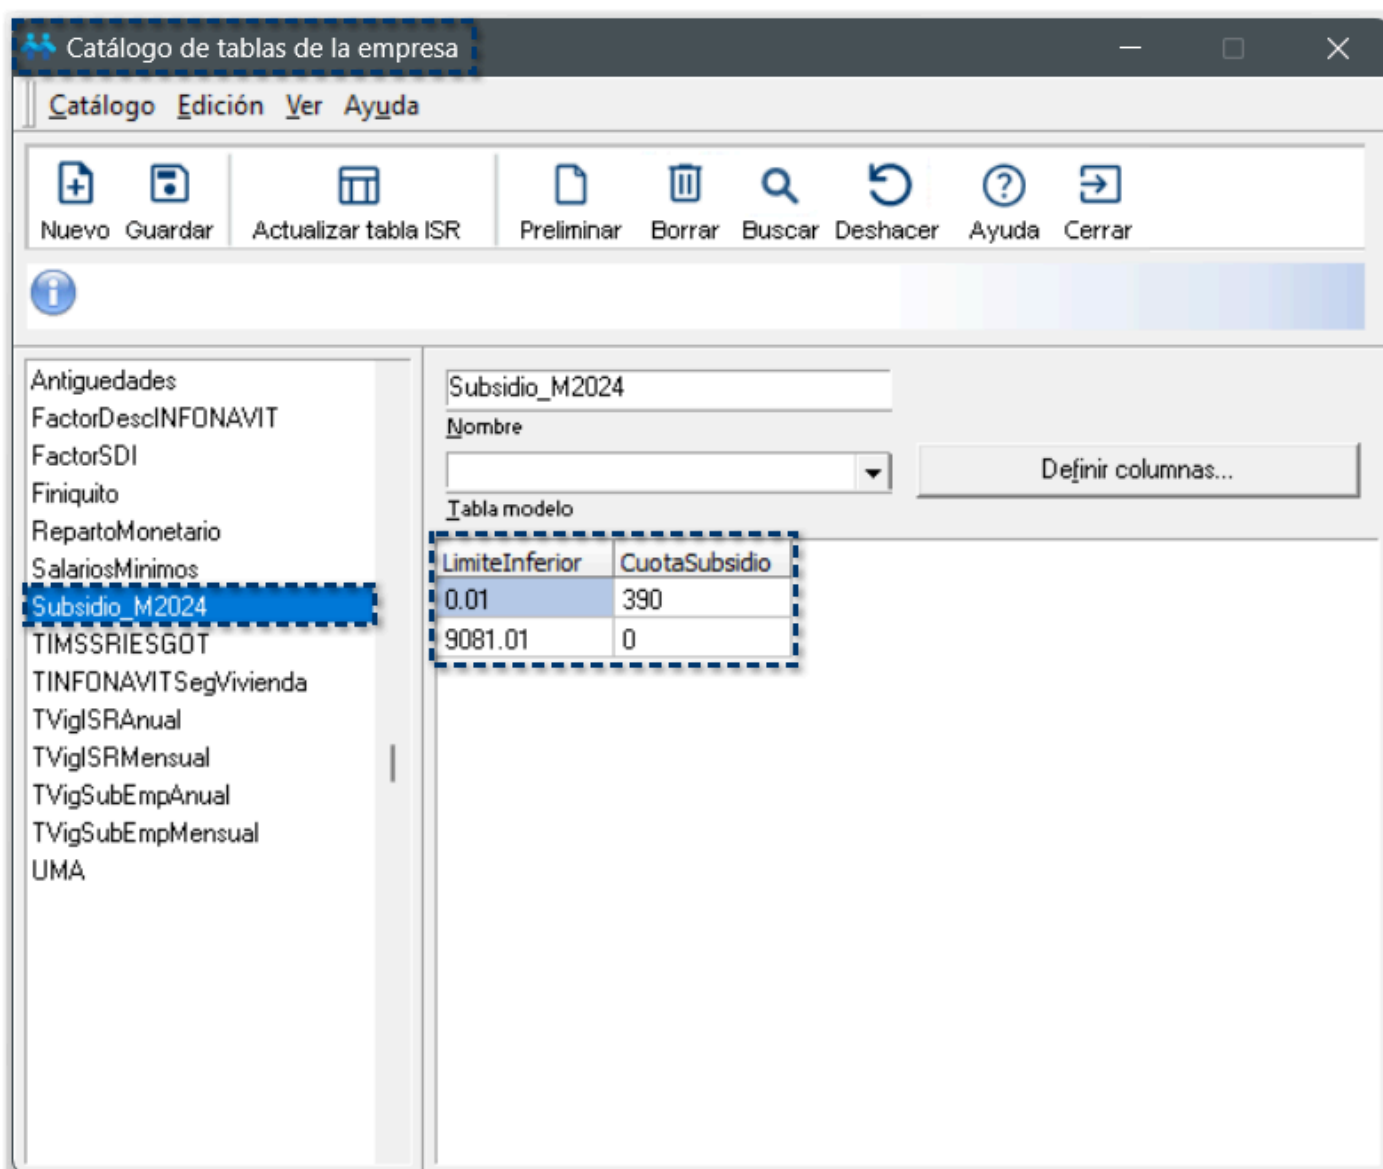 Catálogo de tablas de la empresa
Catálogo Edición Ver Ayuda
Nuevo Guardar Actualizar tabla ISR Preliminar Borrar Buscar Deshacer Ayuda Cerrar
Antiguedades
FactorDescINFONAVIT
FactorSDI
Finiquito
RepartoMonetario
SalariosMinimos
Subsidio_M2024
TIMSSRIESGOT
TINFONAVITSegVivienda
TVigISRAnual
TVigISRMensual
TVigSubEmpAnual
TVigSubEmpMensual
UMA
Subsidio_M2024
Nombre
Definir columnas...
Tabla modelo
LimiteInferior CuotaSubsidio
0.01 390
9081.01 0